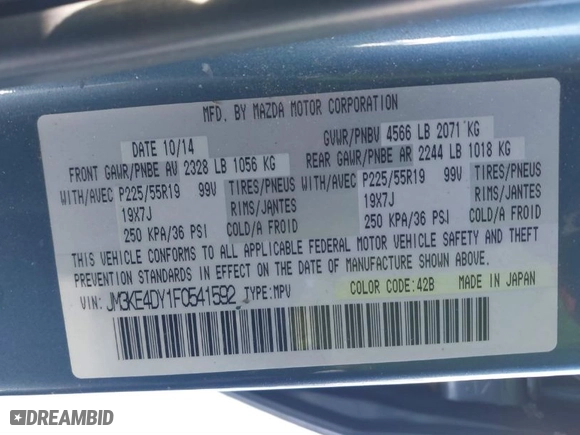 MFD. BY MAZDA MOTOR CORPORATION
DATE 10/14 GVWR/PNBV 4566 LB 2071 KG
FRONT GAWR/PNBE AV 2328 LB 1056 KG REAR GAWR/PNBE AR 2244 LB 1018 KG
WITH/AVEC P225/55R19 99V TIRES/PNEUS WITH/AVEC P225/55R19 99V TIRES/PNEUS
19X7J RIMS/JANTES 19X7J RIMS/JANTES
250 KPA/36 PSI COLD/A FROID 250 KPA/36 PSI COLD/A FROID
THIS VEHICLE CONFORMS TO ALL APPLICABLE FEDERAL MOTOR VEHICLE SAFETY AND THEFT
PREVENTION STANDARDS IN EFFECT ON THE DATE OF MANUFACTURE SHOWN ABOVE.
VIN: JM3KE4DY1F0541592 TYPE:MPV COLOR CODE:42B MADE IN JAPAN
DREAMBID